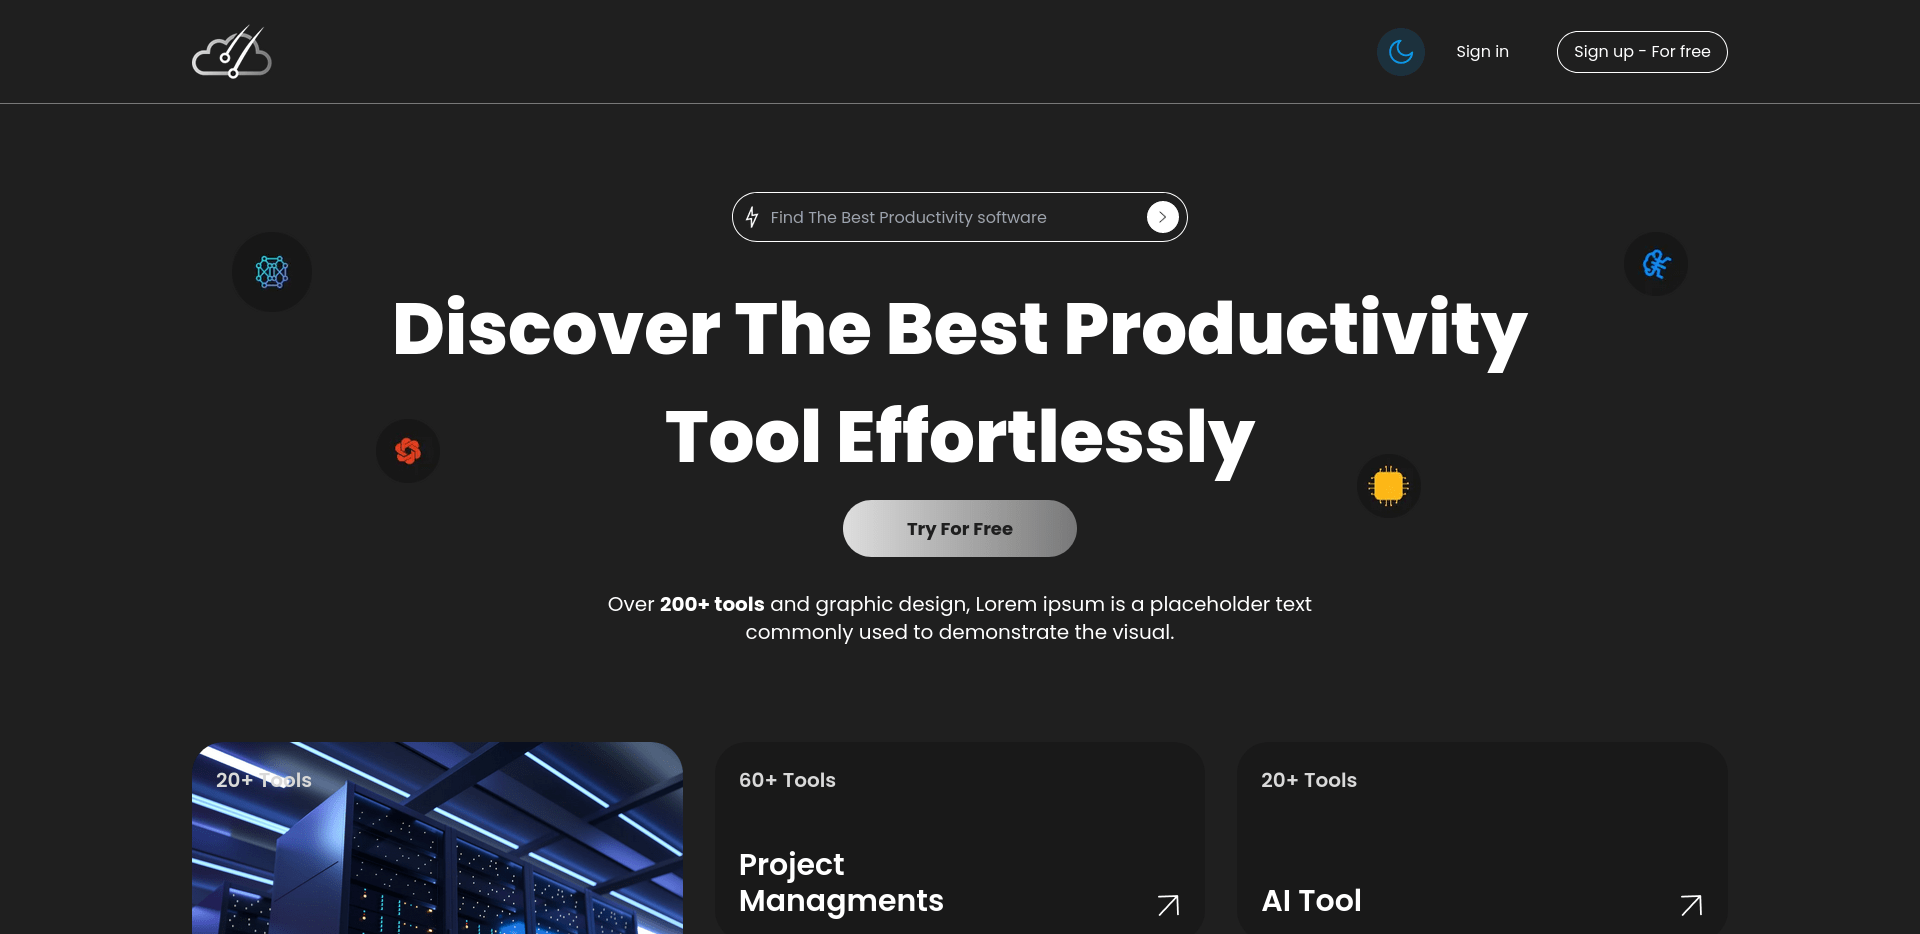 Sign in
Sign up - For free
Find The Best Productivity software
Discover The Best Productivity
Tool Effortlessly
Try For Free
Over 200+ tools and graphic design, Lorem ipsum is a placeholder text
commonly used to demonstrate the visual.
20+ Tools
60+ Tools
Project
Managments
20+ Tools
AI Tool